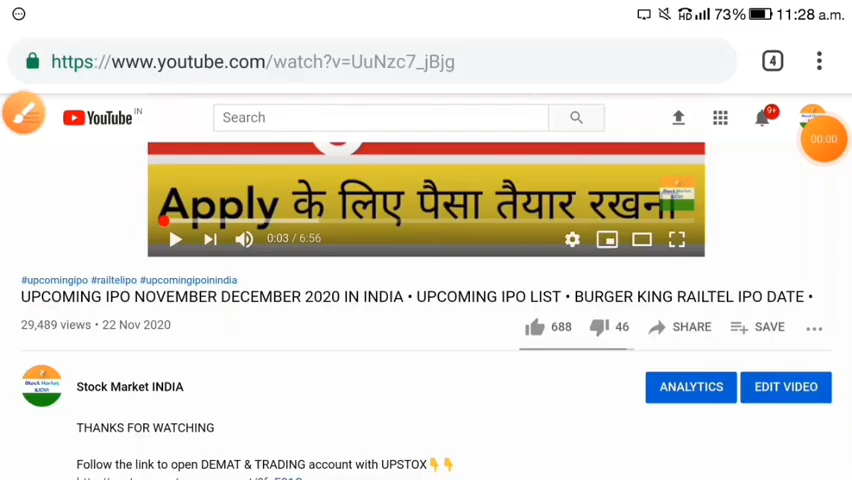 HD 73% 11:28 a.m.
https://www.youtube.com/watch?v=UuNzc7_jBjg 4
YouTube IN Search 9+
00:00
Apply के लिए पैसा तैयार रखना
0:03 / 6:56
#upcomingipo #railtelipo #upcomingipoinindia
UPCOMING IPO NOVEMBER DECEMBER 2020 IN INDIA • UPCOMING IPO LIST • BURGER KING RAILTEL IPO DATE •
29,489 views • 22 Nov 2020 688 46 SHARE SAVE
Stock Market INDIA ANALYTICS EDIT VIDEO
THANKS FOR WATCHING
Follow the link to open DEMAT & TRADING account with UPSTOX👇👇